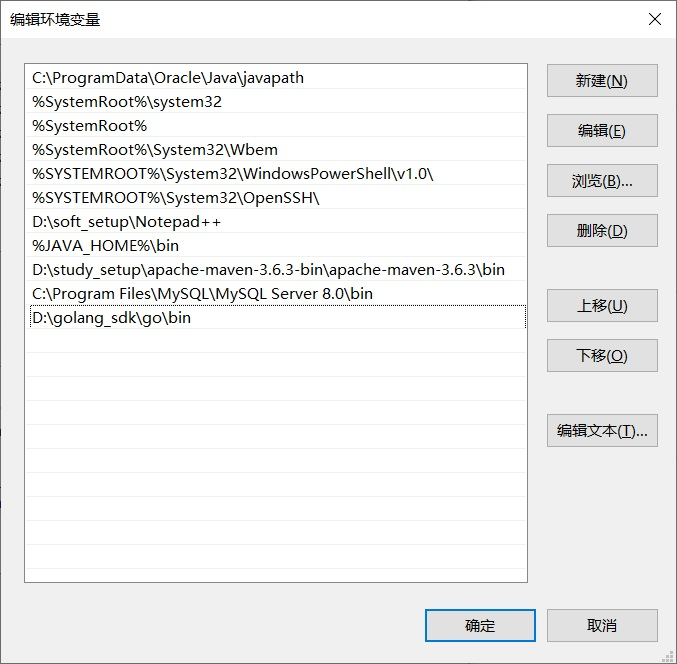 编辑环境变量
C:\ProgramData\Oracle\Java\javapath
%SystemRoot%\system32
%SystemRoot%
%SystemRoot%\System32\Wbem
%SYSTEMROOT%\System32\WindowsPowerShell\v1.0\
%SYSTEMROOT%\System32\OpenSSH\
D:\soft_setup\Notepad++
%JAVA_HOME%\bin
D:\study_setup\apache-maven-3.6.3-bin\apache-maven-3.6.3\bin
C:\Program Files\MySQL\MySQL Server 8.0\bin
D:\golang_sdk\go\bin
新建(N)
编辑(E)
浏览(B)...
删除(D)
上移(U)
下移(O)
编辑文本(T)...
确定
取消